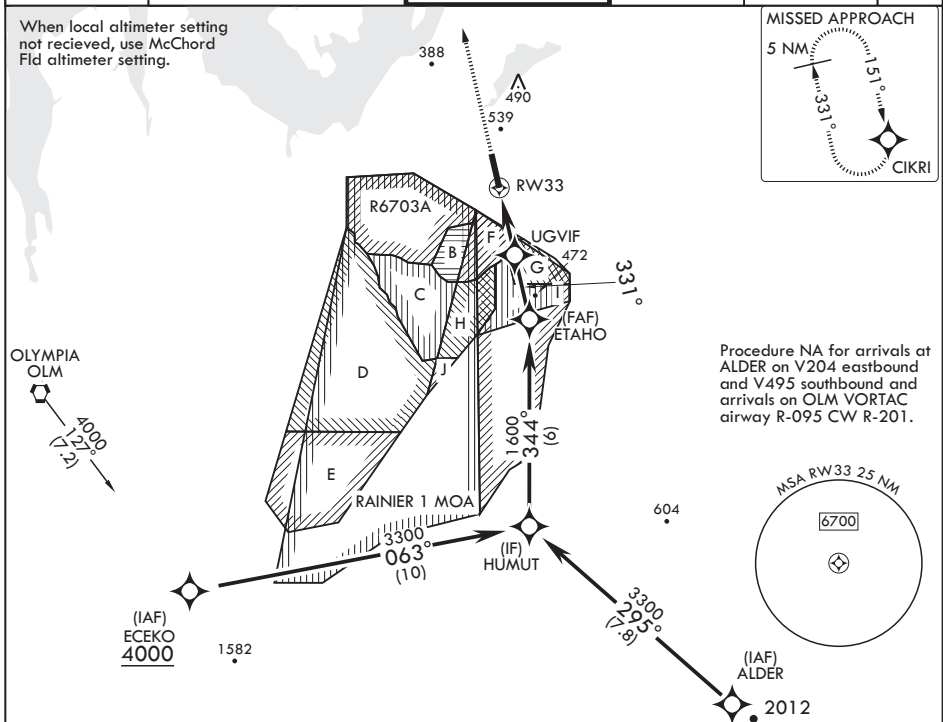 When local altimeter setting
not recieved, use McChord
Fld altimeter setting.
388
490
539
MISSED APPROACH
5 NM
151°
331°
CIKRI
RW33
R6703A
F
UGVIF
B
472
G
331°
C
I
H
(FAF)
ETAHO
OLYMPIA
OLM
J
D
Procedure NA for arrivals at
ALDER on V204 eastbound
and V495 southbound and
arrivals on OLM VORTAC
airway R-095 CW R-201.
4000
127°
(7.2)
1600
344°
(6)
E
MSA RW33 25 NM
6700
RAINIER 1 MOA
604
3300
063°
(10)
(IF)
HUMUT
(IAF)
ECEKO
4000
1582
3300
295°
(7.8)
(IAF)
ALDER
2012